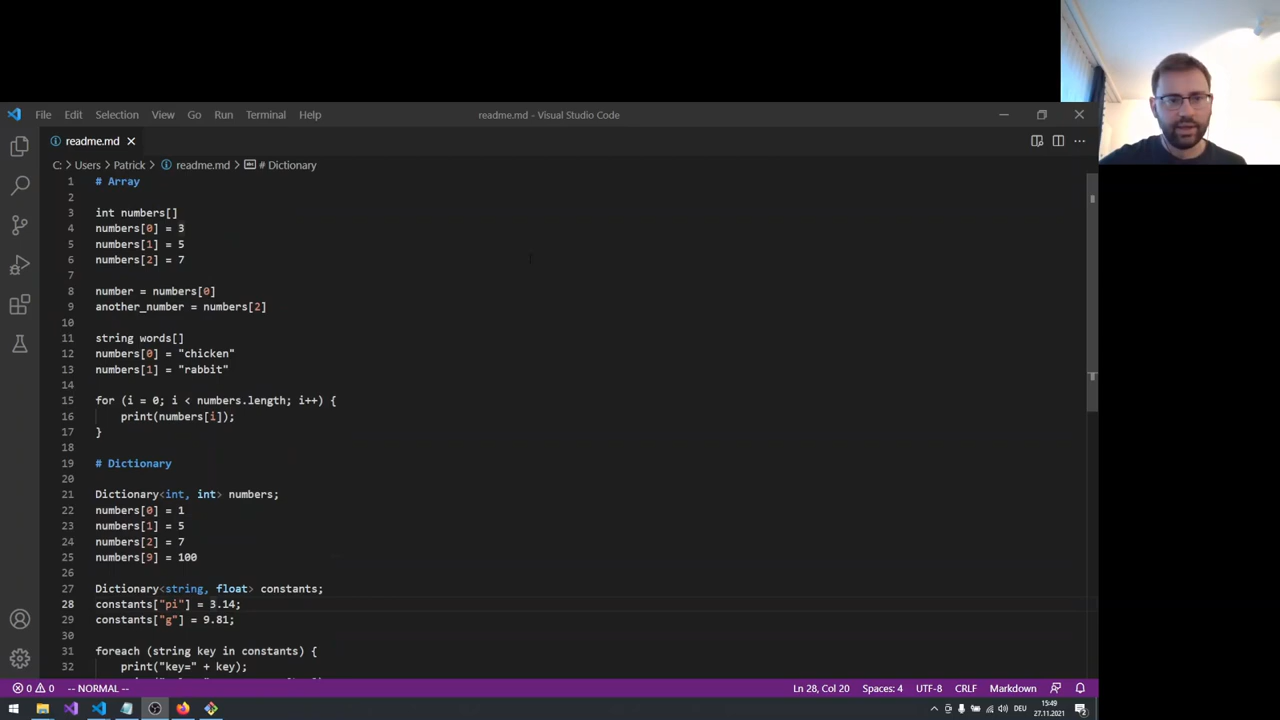 File Edit Selection View Go Run Terminal Help readme.md - Visual Studio Code
readme.md
C: > Users > Patrick > readme.md > # Dictionary
1 # Array
2
3 int numbers[]
4 numbers[0] = 3
5 numbers[1] = 5
6 numbers[2] = 7
7
8 number = numbers[0]
9 another_number = numbers[2]
10
11 string words[]
12 numbers[0] = "chicken"
13 numbers[1] = "rabbit"
14
15 for (i = 0; i < numbers.length; i++) {
16 print(numbers[i]);
17 }
18
19 # Dictionary
20
21 Dictionary<int, int> numbers;
22 numbers[0] = 1
23 numbers[1] = 5
24 numbers[2] = 7
25 numbers[9] = 100
26
27 Dictionary<string, float> constants;
28 constants["pi"] = 3.14;
29 constants["g"] = 9.81;
30
31 foreach (string key in constants) {
32 print("key=" + key);
0 0 -- NORMAL -- Ln 28, Col 20 Spaces: 4 UTF-8 CRLF Markdown
DEU 15:49
27.11.2021 2